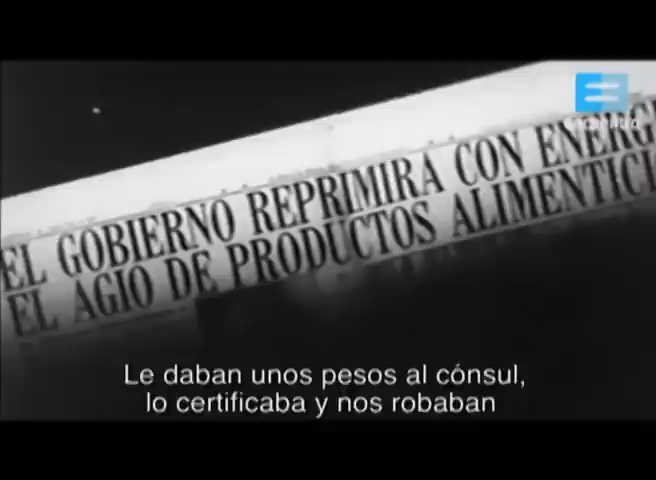 EL GOBIERNO REPRIMIRA CON ENERG
EL AGIO DE PRODUCTOS ALIMENTICI
Le daban unos pesos al cónsul,
lo certificaba y nos robaban